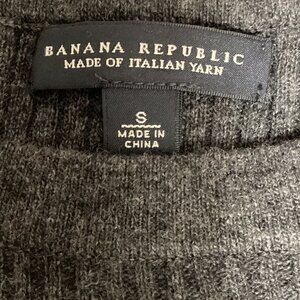 BANANA REPUBLIC
MADE OF ITALIAN YARN
S
MADE IN
CHINA